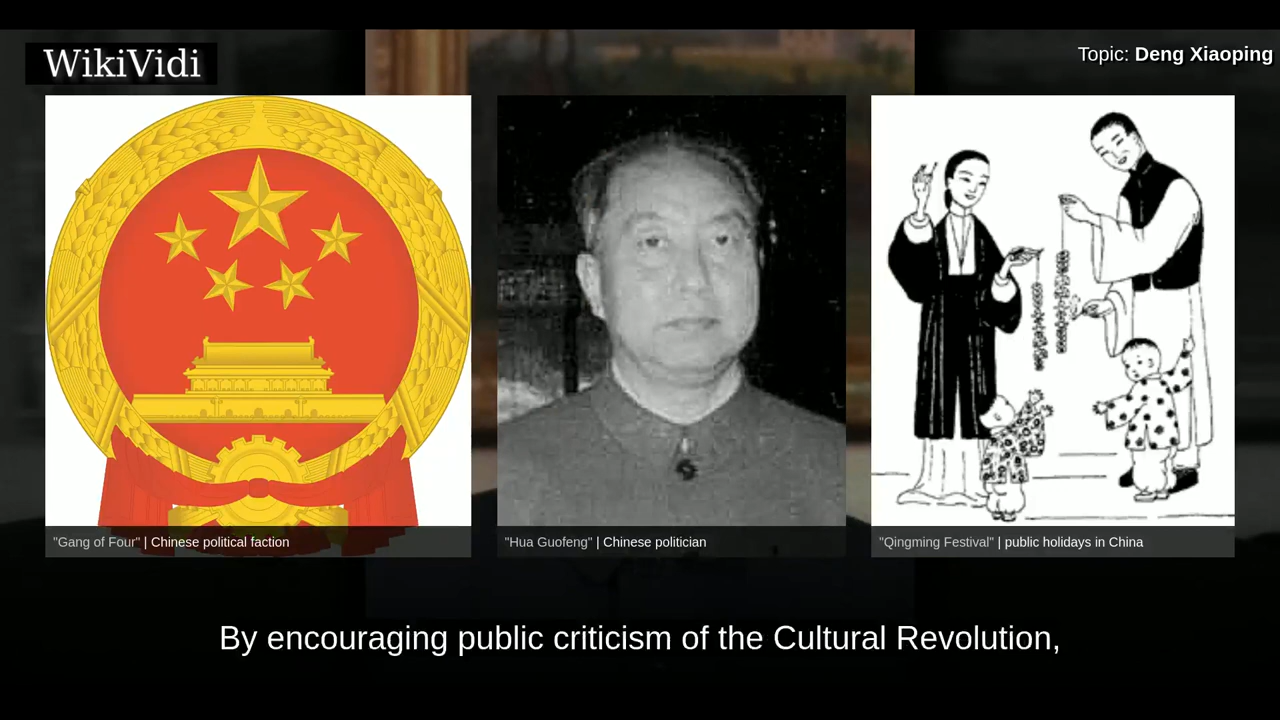 WikiVidi
Topic: Deng Xiaoping
"Gang of Four" | Chinese political faction
"Hua Guofeng" | Chinese politician
"Qingming Festival" | public holidays in China
By encouraging public criticism of the Cultural Revolution,